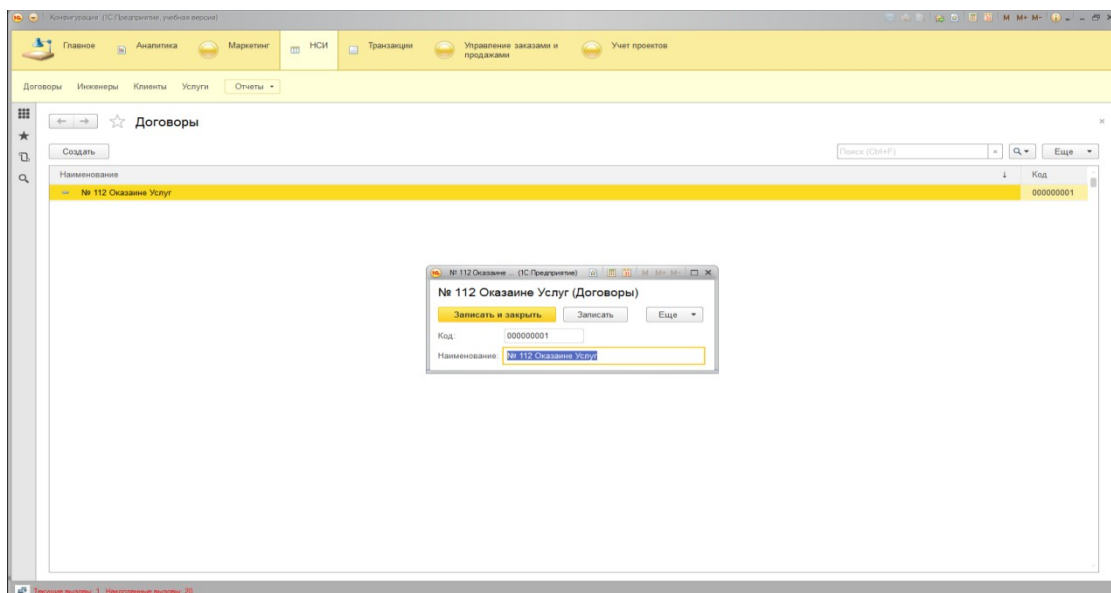 Конфигурация (1С:Предприятие, учебная версия)
M M+ M-
Главное Аналитика Маркетинг НСИ Транзакции Управление заказами и продажами Учет проектов
Договоры Инженеры Клиенты Услуги Отчеты
Договоры
Создать Поиск (Ctrl+F) × Еще
Наименование ↓ Код
№ 112 Оказаине Услуг 000000001
№ 112 Оказаине ... (1С:Предприятие) M M+ M-
№ 112 Оказаине Услуг (Договоры)
Записать и закрыть Записать Еще
Код: 000000001
Наименование: № 112 Оказаине Услуг
Текущие вызовы: 1 Накопленные вызовы: 20